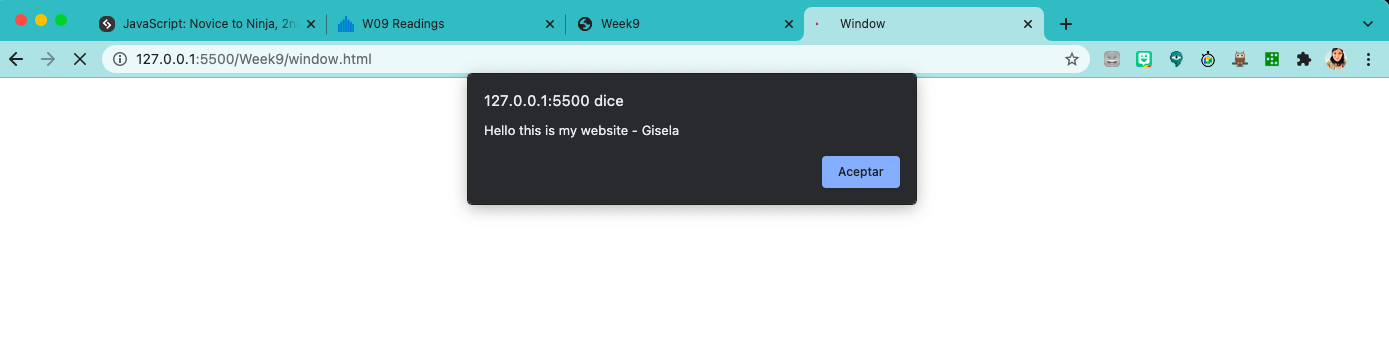 JavaScript: Novice to Ninja, 2n
W09 Readings
Week9
Window
127.0.0.1:5500/Week9/window.html
127.0.0.1:5500 dice
Hello this is my website - Gisela
Aceptar